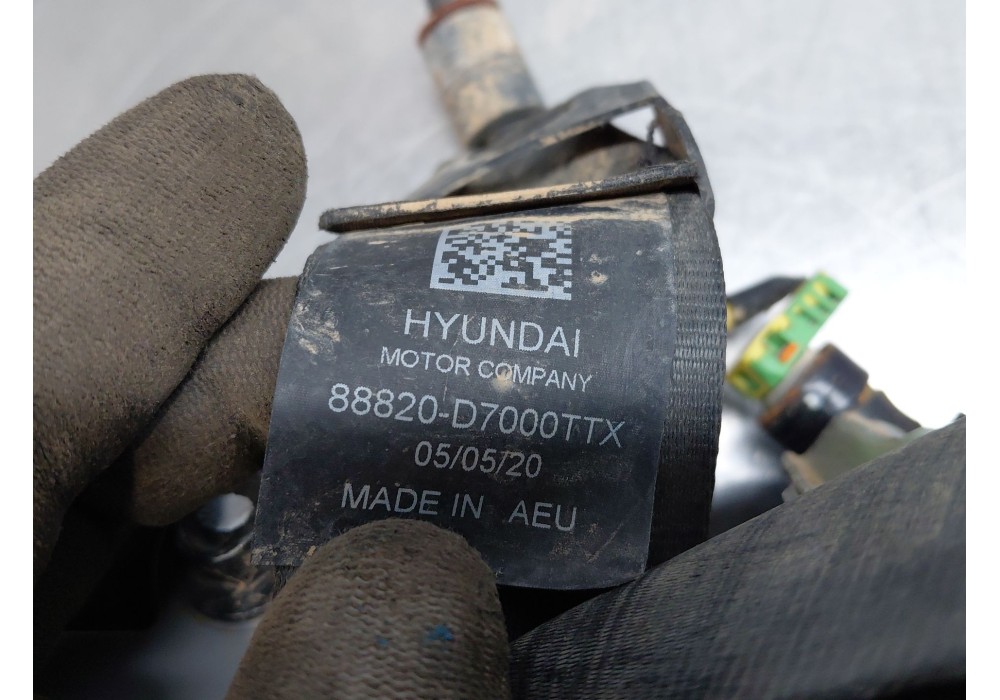 HYUNDAI
MOTOR COMPANY
88820-D7000TTX
05/05/20
MADE IN AEU